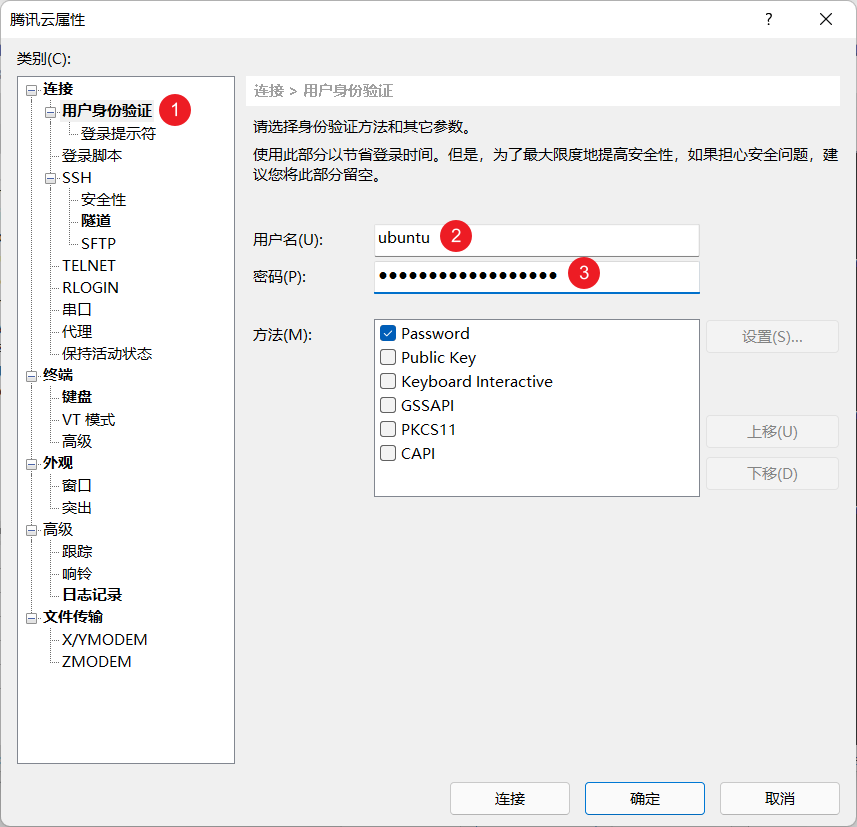 腾讯云属性
?
类别(C):
连接
用户身份验证
1
登录提示符
登录脚本
SSH
安全性
隧道
SFTP
TELNET
RLOGIN
串口
代理
保持活动状态
终端
键盘
VT 模式
高级
外观
窗口
突出
高级
跟踪
响铃
日志记录
文件传输
X/YMODEM
ZMODEM
连接 > 用户身份验证
请选择身份验证方法和其它参数。
使用此部分以节省登录时间。但是，为了最大限度地提高安全性，如果担心安全问题，建
议您将此部分留空。
用户名(U):
ubuntu
2
密码(P):
●●●●●●●●●●●●●●●●●●
3
方法(M):
Password
Public Key
Keyboard Interactive
GSSAPI
PKCS11
CAPI
设置(S)...
上移(U)
下移(D)
连接
确定
取消